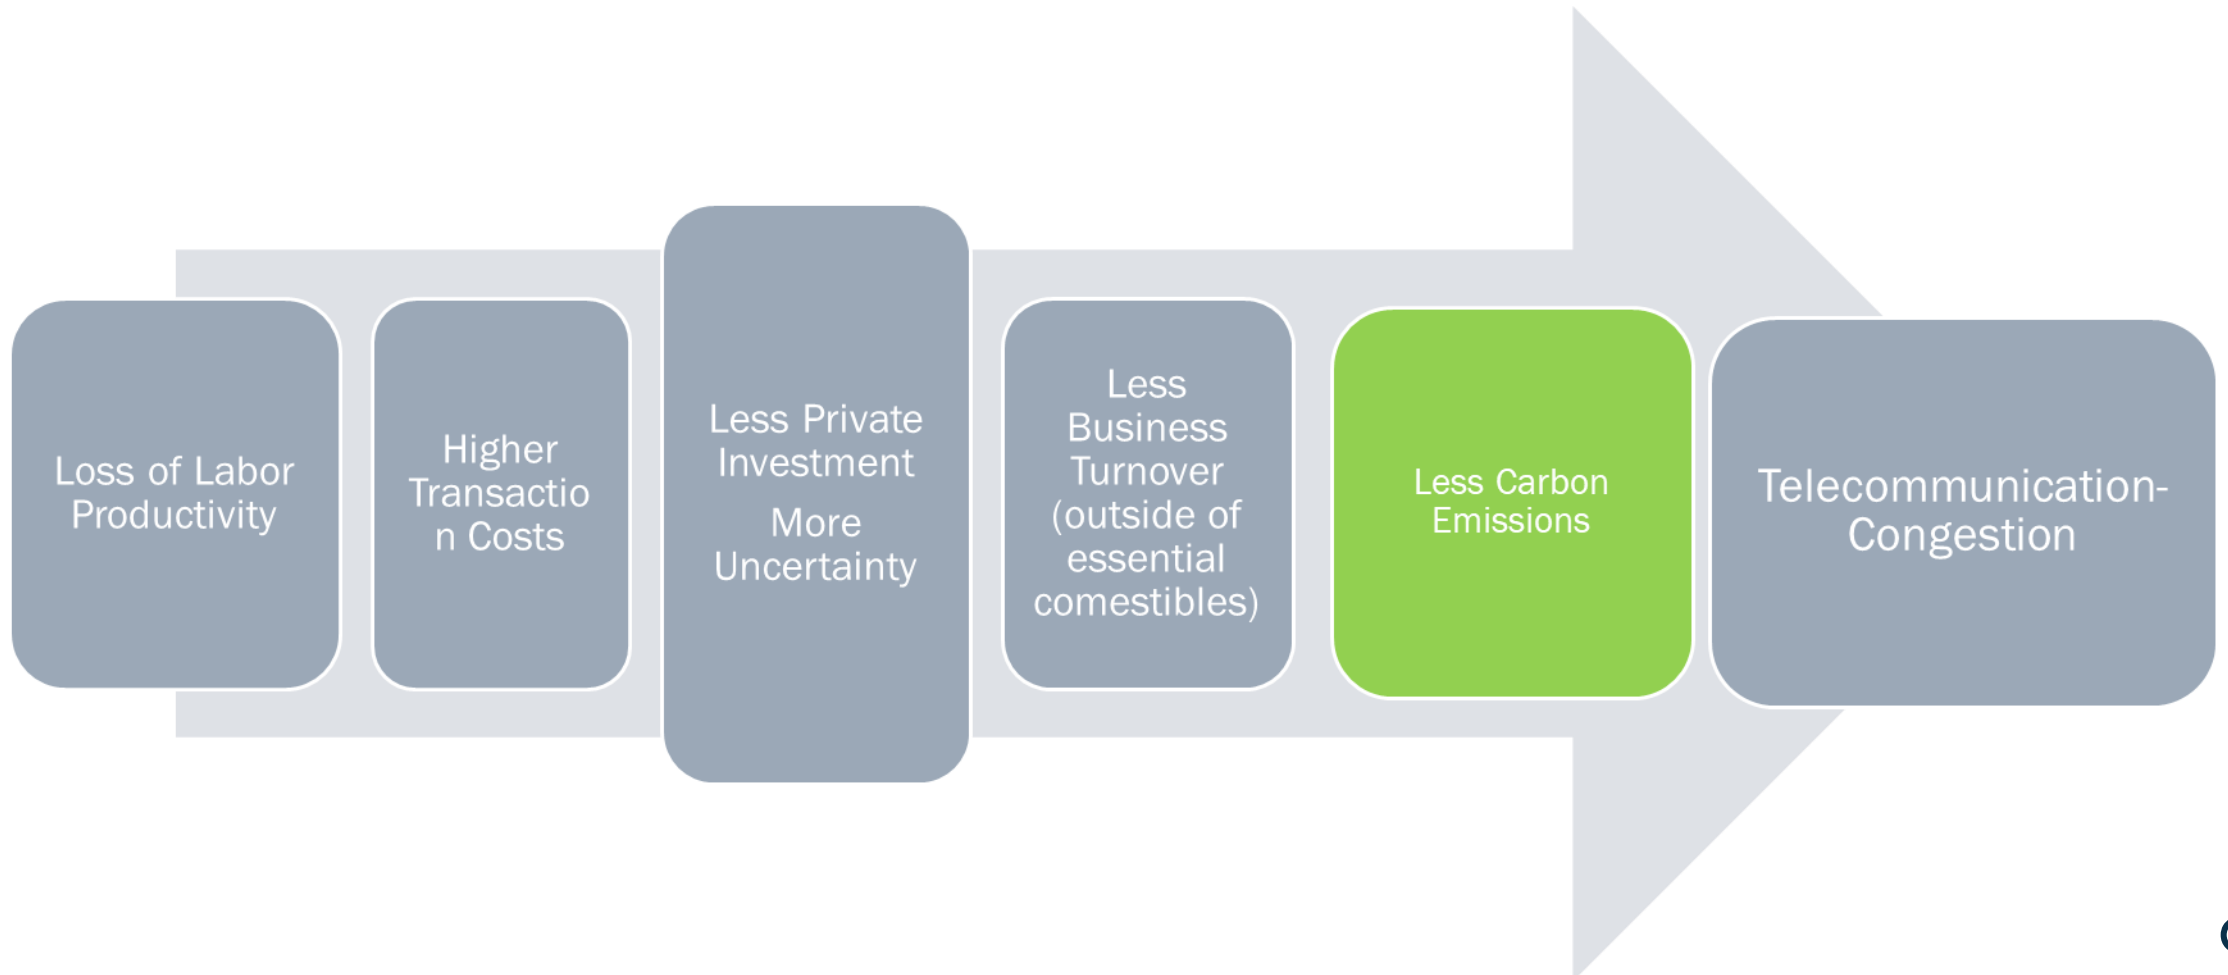 Loss of Labor
Productivity
Higher
Transactio
n Costs
Less Private
Investment
More
Uncertainty
Less
Business
Turnover
(outside of
essential
comestibles)
Less Carbon
Emissions
Telecommunication-
Congestion